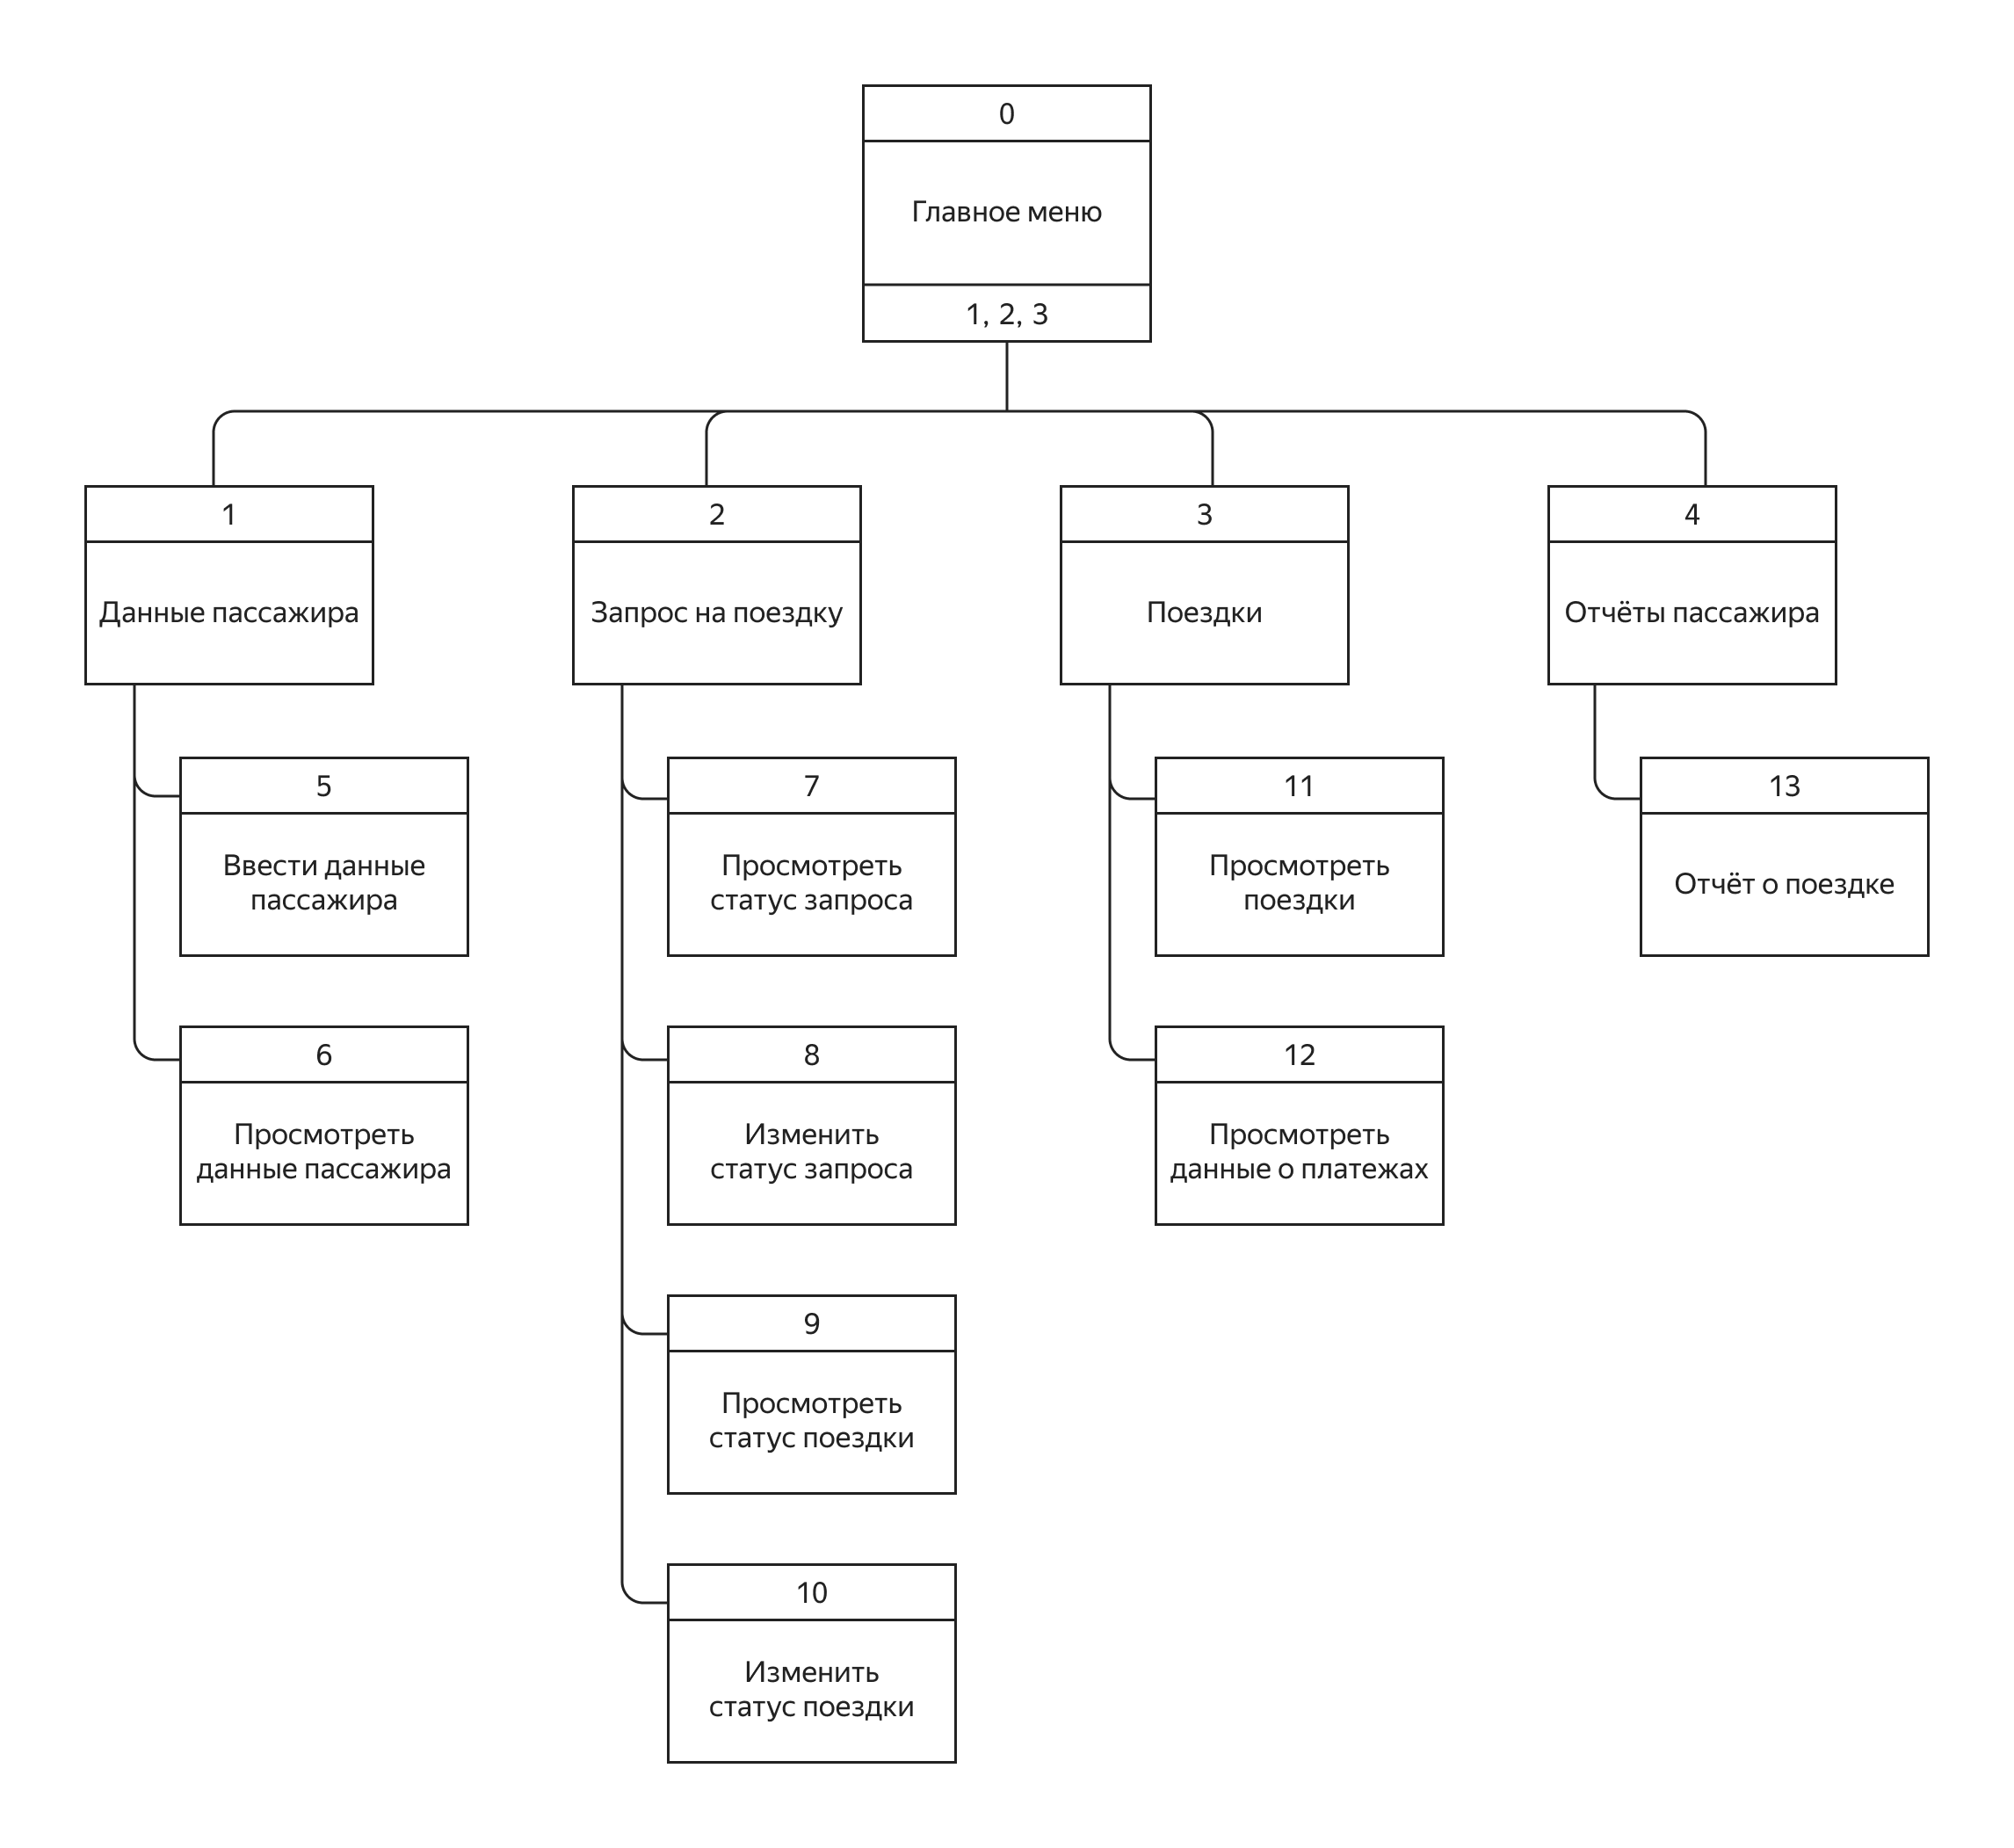 0
Главное меню
1, 2, 3
1
Данные пассажира
2
Запрос на поездку
3
Поездки
4
Отчёты пассажира
5
Ввести данные
пассажира
6
Просмотреть
данные пассажира
7
Просмотреть
статус запроса
8
Изменить
статус запроса
9
Просмотреть
статус поездки
10
Изменить
статус поездки
11
Просмотреть
поездки
12
Просмотреть
данные о платежах
13
Отчёт о поездке